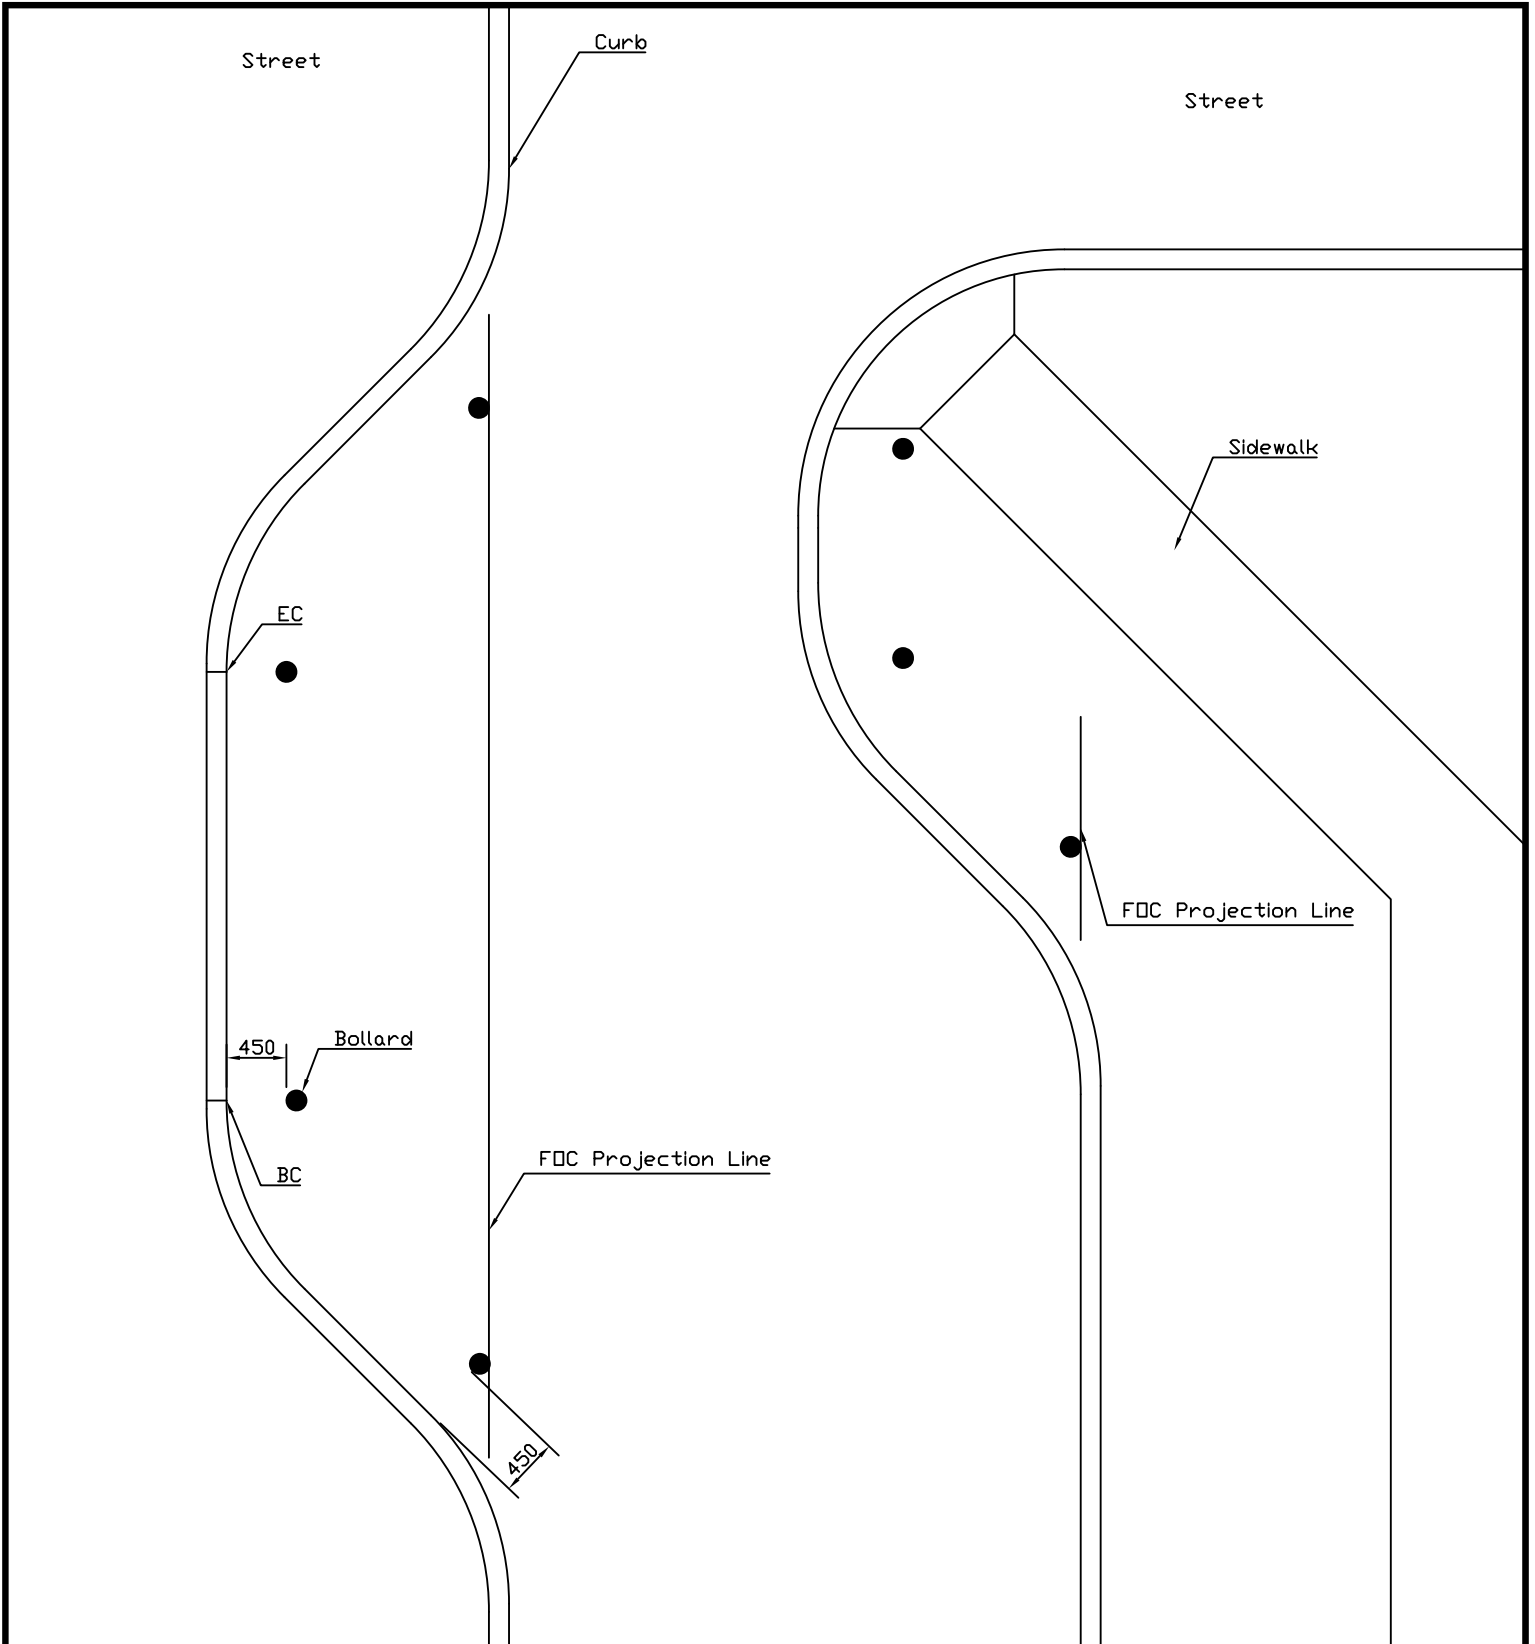 Curb
Street
Street
Sidewalk
EC
FOC Projection Line
Bollard
450
FOC Projection Line
BC
450